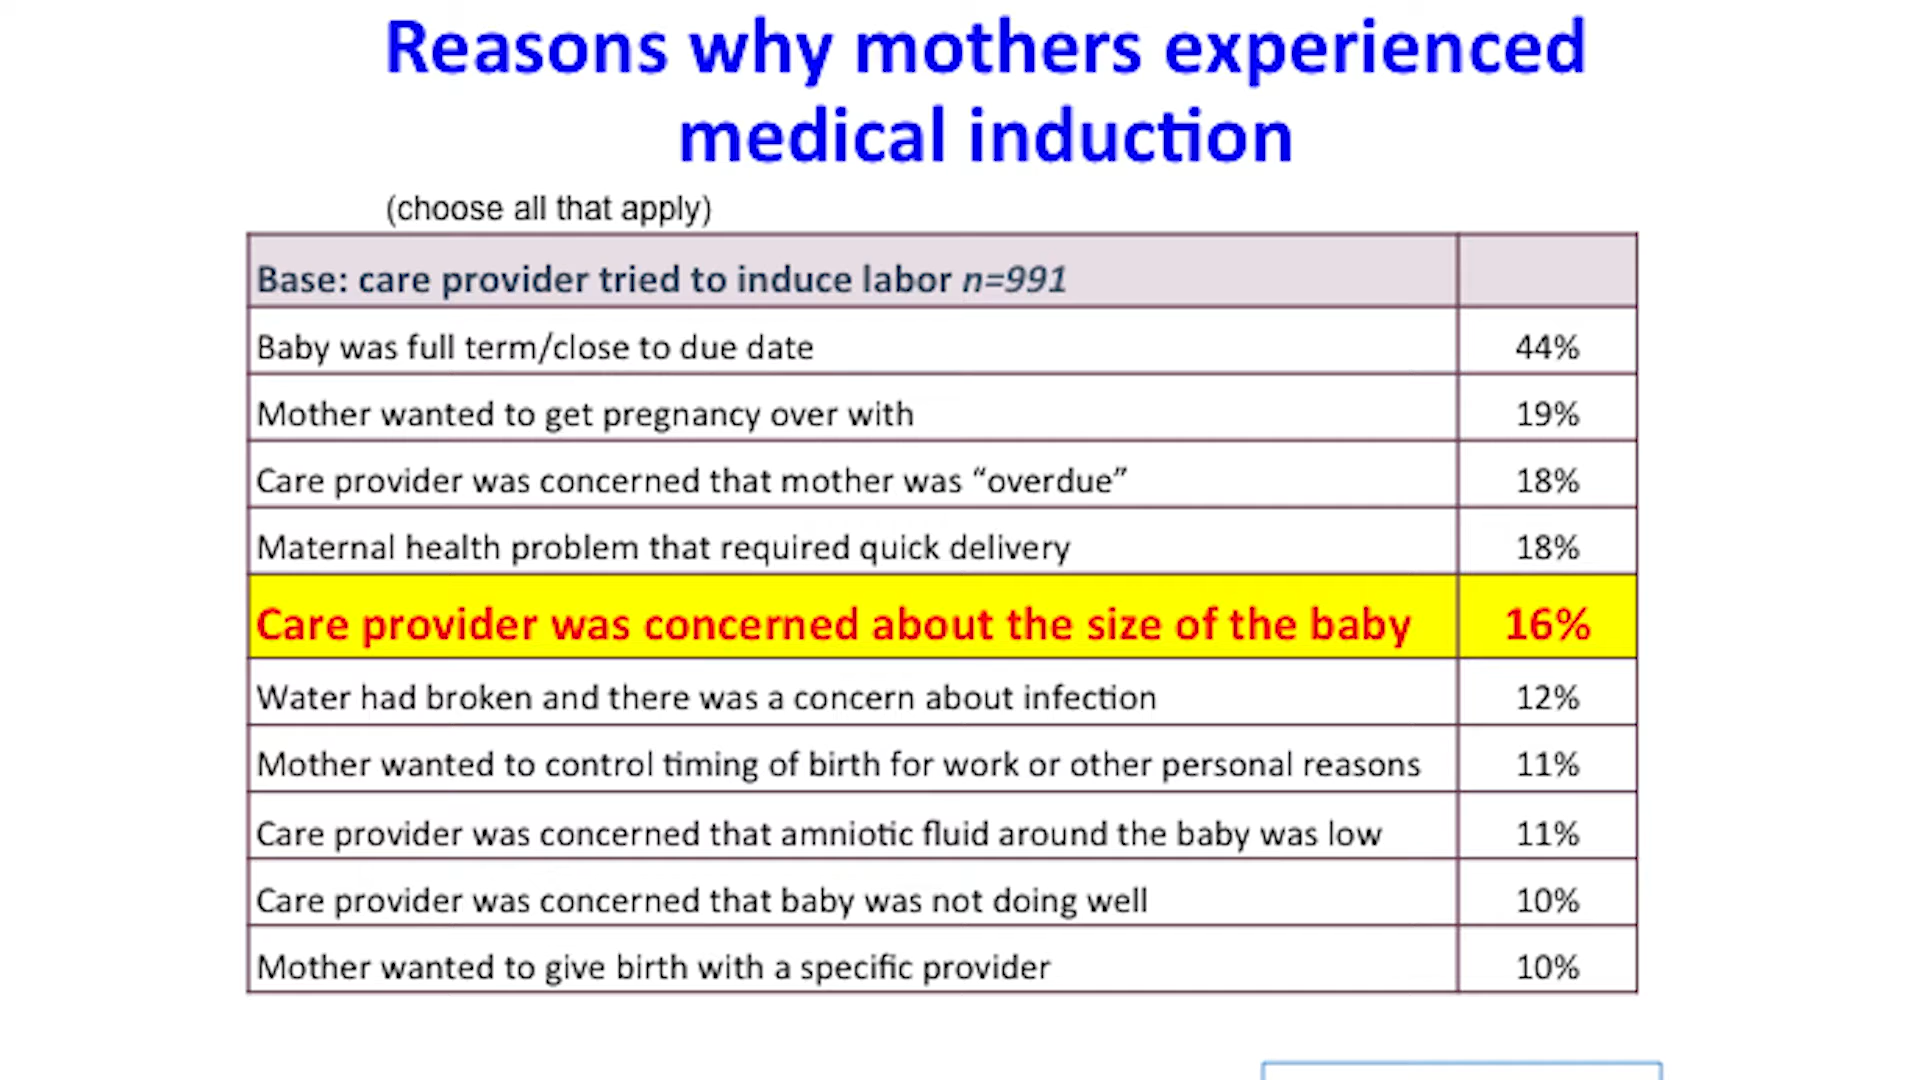 Reasons why mothers experienced
medical induction
(choose all that apply)
Base: care provider tried to induce labor n=991
Baby was full term/close to due date 44%
Mother wanted to get pregnancy over with 19%
Care provider was concerned that mother was “overdue” 18%
Maternal health problem that required quick delivery 18%
Care provider was concerned about the size of the baby 16%
Water had broken and there was a concern about infection 12%
Mother wanted to control timing of birth for work or other personal reasons 11%
Care provider was concerned that amniotic fluid around the baby was low 11%
Care provider was concerned that baby was not doing well 10%
Mother wanted to give birth with a specific provider 10%